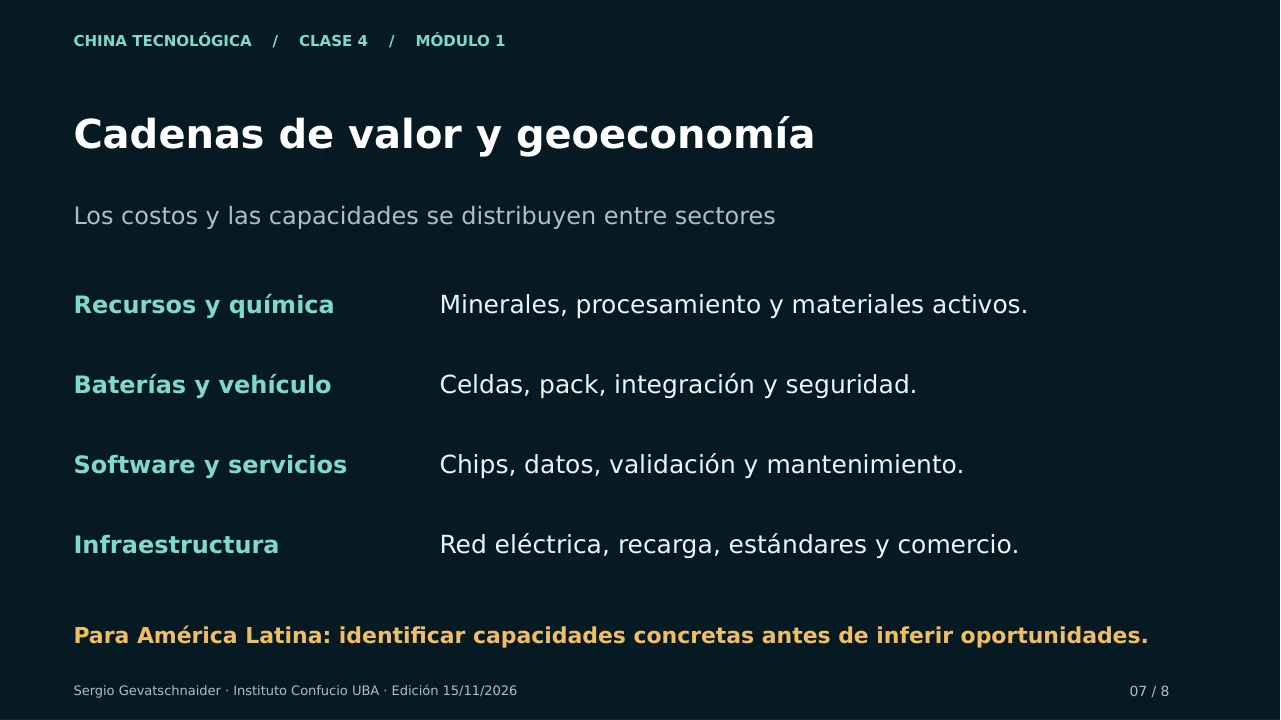 CHINA TECNOLÓGICA / CLASE 4 / MÓDULO 1
Cadenas de valor y geoeconomía
Los costos y las capacidades se distribuyen entre sectores
Recursos y química Minerales, procesamiento y materiales activos.
Baterías y vehículo Celdas, pack, integración y seguridad.
Software y servicios Chips, datos, validación y mantenimiento.
Infraestructura Red eléctrica, recarga, estándares y comercio.
Para América Latina: identificar capacidades concretas antes de inferir oportunidades.
Sergio Gevatschnaider · Instituto Confucio UBA · Edición 15/11/2026 07 / 8